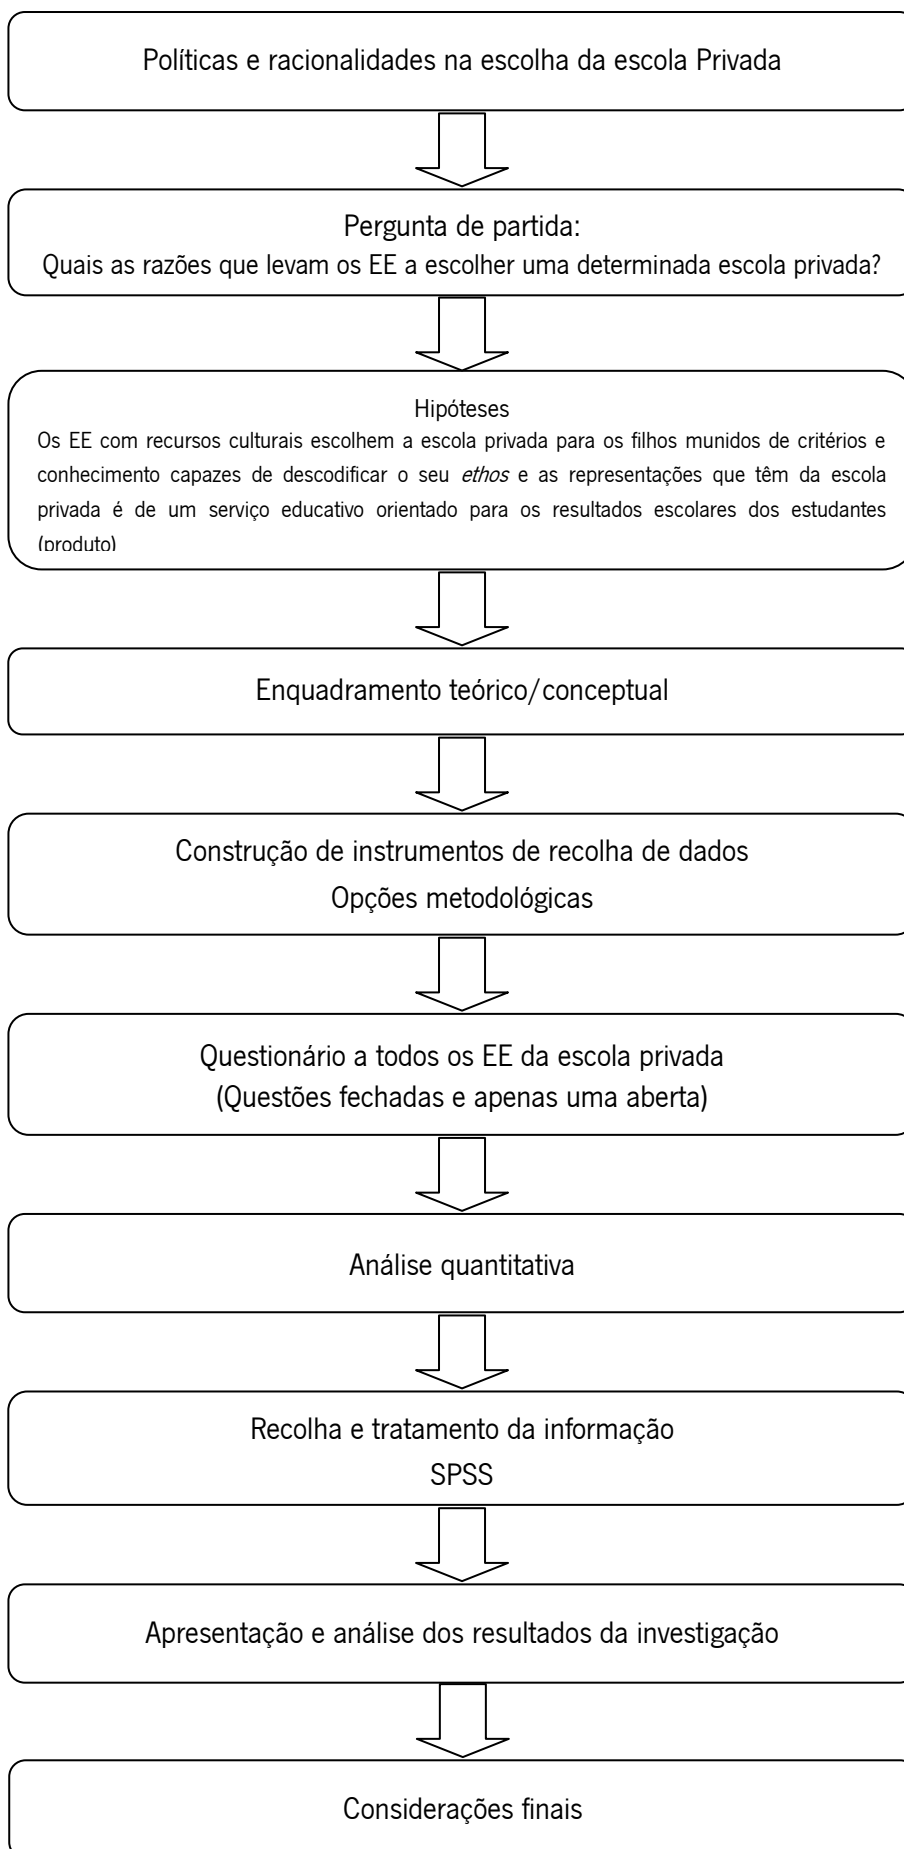 Políticas e racionalidades na escolha da escola Privada
Pergunta de partida:
Quais as razões que levam os EE a escolher uma determinada escola privada?
Hipóteses
Os EE com recursos culturais escolhem a escola privada para os filhos munidos de critérios e
conhecimento capazes de descodificar o seu ethos e as representações que têm da escola
privada é de um serviço educativo orientado para os resultados escolares dos estudantes
(produto)
Enquadramento teórico/conceptual
Construção de instrumentos de recolha de dados
Opções metodológicas
Questionário a todos os EE da escola privada
(Questões fechadas e apenas uma aberta)
Análise quantitativa
Recolha e tratamento da informação
SPSS
Apresentação e análise dos resultados da investigação
Considerações finais